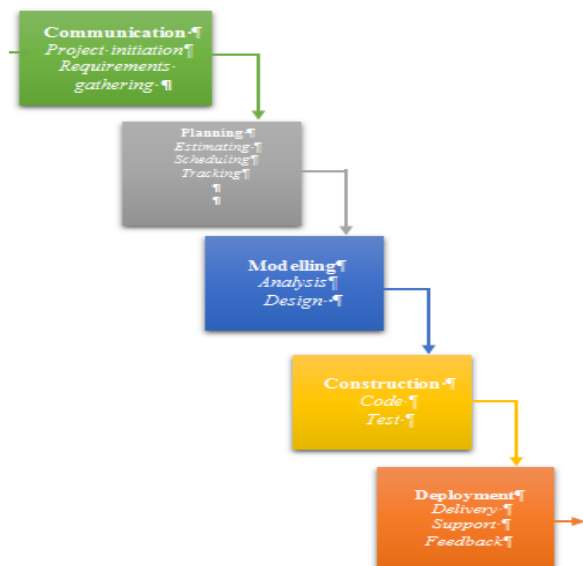 Communication·¶
Project·initiation¶
Requirements·
gathering·¶
Planning·¶
Estimating·¶
Scheduling¶
Tracking¶
¶
¶
Modelling¶
Analysis¶
Design··¶
Construction·¶
Code·¶
Test·¶
Deployment¶
Delivery·¶
Support·¶
Feedback¶